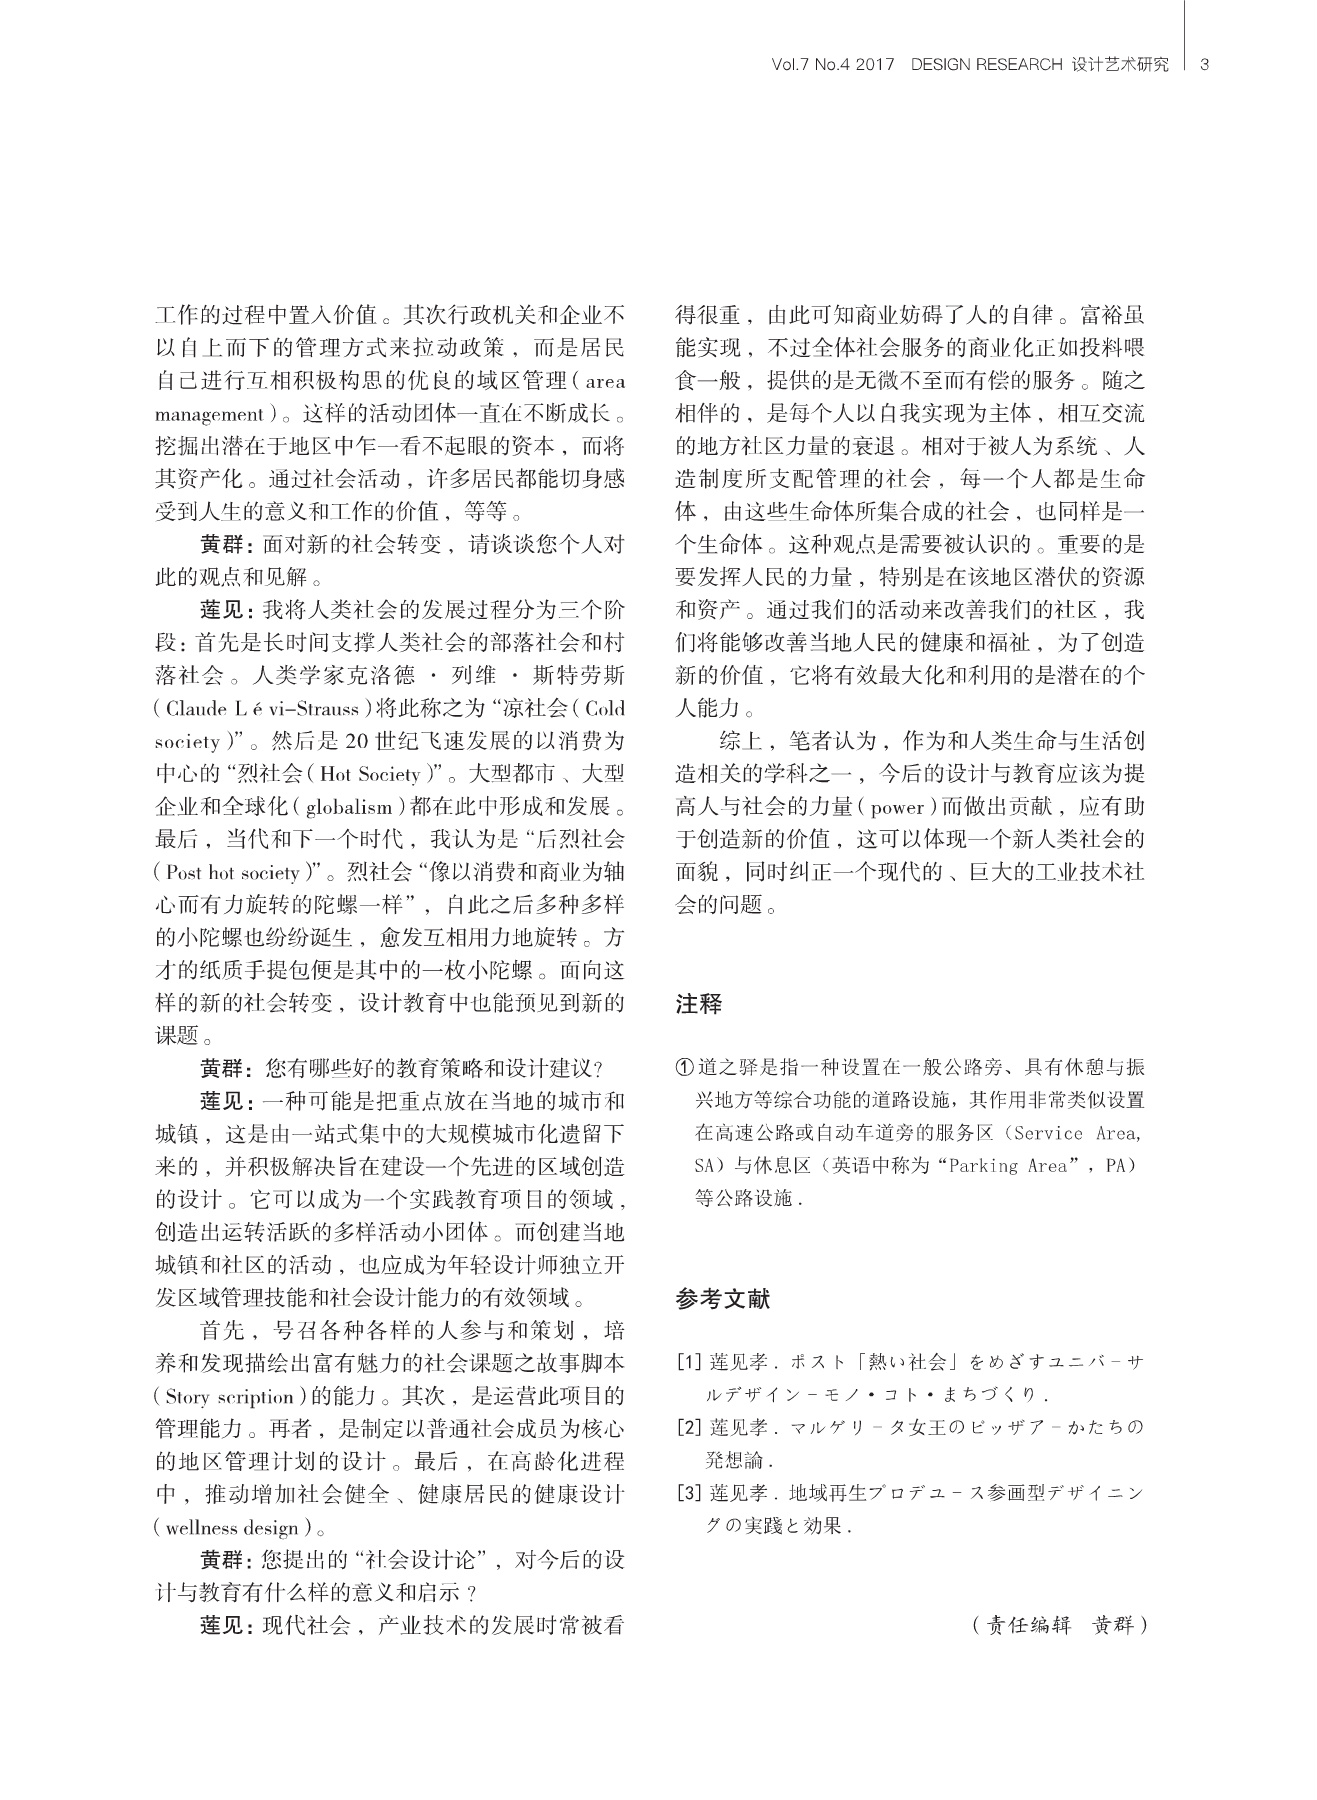 Vol.7 No.4 2017 DESIGN RESEARCH 设计艺术研究 3
工作的过程中置入价值。其次行政机关和企业不
以自上而下的管理方式来拉动政策，而是居民
自己进行互相积极构思的优良的域区管理（area
management）。这样的活动团体一直在不断成长。
挖掘出潜在于地区中乍一看不起眼的资本，而将
其资产化。通过社会活动，许多居民都能切身感
受到人生的意义和工作的价值，等等。
黄群：面对新的社会转变，请谈谈您个人对
此的观点和见解。
莲见：我将人类社会的发展过程分为三个阶
段：首先是长时间支撑人类社会的部落社会和村
落社会。人类学家克洛德·列维·斯特劳斯
（Claude Lé vi-Strauss）将此称之为“凉社会（Cold
society）”。然后是 20 世纪飞速发展的以消费为
中心的“烈社会（Hot Society）”。大型都市、大型
企业和全球化（globalism）都在此中形成和发展。
最后，当代和下一个时代，我认为是“后烈社会
（Post hot society）”。烈社会“像以消费和商业为轴
心而有力旋转的陀螺一样”，自此之后多种多样
的小陀螺也纷纷诞生，愈发互相用力地旋转。方
才的纸质手提包便是其中的一枚小陀螺。面向这
样的新的社会转变，设计教育中也能预见到新的
课题。
黄群：您有哪些好的教育策略和设计建议？
莲见：一种可能是把重点放在当地的城市和
城镇，这是由一站式集中的大规模城市化遗留下
来的，并积极解决旨在建设一个先进的区域创造
的设计。它可以成为一个实践教育项目的领域，
创造出运转活跃的多样活动小团体。而创建当地
城镇和社区的活动，也应成为年轻设计师独立开
发区域管理技能和社会设计能力的有效领域。
首先，号召各种各样的人参与和策划，培
养和发现描绘出富有魅力的社会课题之故事脚本
（Story scription）的能力。其次，是运营此项目的
管理能力。再者，是制定以普通社会成员为核心
的地区管理计划的设计。最后，在高龄化进程
中，推动增加社会健全、健康居民的健康设计
（wellness design）。
黄群：您提出的“社会设计论”，对今后的设
计与教育有什么样的意义和启示？
莲见：现代社会，产业技术的发展时常被看
得很重，由此可知商业妨碍了人的自律。富裕虽
能实现，不过全体社会服务的商业化正如投料喂
食一般，提供的是无微不至而有偿的服务。随之
相伴的，是每个人以自我实现为主体，相互交流
的地方社区力量的衰退。相对于被人为系统、人
造制度所支配管理的社会，每一个人都是生命
体，由这些生命体所集合成的社会，也同样是一
个生命体。这种观点是需要被认识的。重要的是
要发挥人民的力量，特别是在该地区潜伏的资源
和资产。通过我们的活动来改善我们的社区，我
们将能够改善当地人民的健康和福祉，为了创造
新的价值，它将有效最大化和利用的是潜在的个
人能力。
综上，笔者认为，作为和人类生命与生活创
造相关的学科之一，今后的设计与教育应该为提
高人与社会的力量（power）而做出贡献，应有助
于创造新的价值，这可以体现一个新人类社会的
面貌，同时纠正一个现代的、巨大的工业技术社
会的问题。
注释
①道之驿是指一种设置在一般公路旁、具有休憩与振
兴地方等综合功能的道路设施，其作用非常类似设置
在高速公路或自动车道旁的服务区（Service Area,
SA）与休息区（英语中称为“Parking Area”，PA）
等公路设施．
参考文献
[1] 莲见孝．ポスト「熱い社会」をめざすユニバ－サ
ルデザイン－モノ・コト・まちづくり．
[2] 莲见孝．マルゲリ－タ女王のピッザア－かたちの
発想論．
[3] 莲见孝．地域再生プロデユ－ス参画型デザイニン
グの実践と効果．
（责任编辑 黄群）